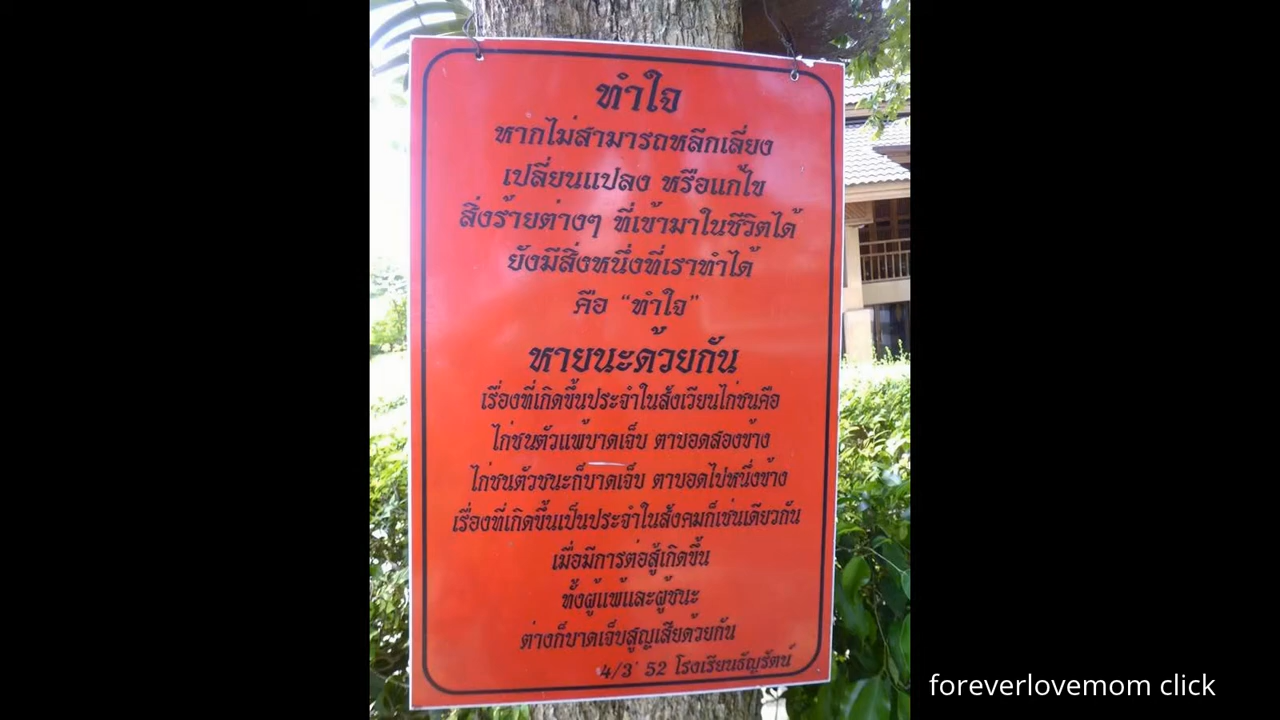 ทำใจ
หากไม่สามารถหลีกเลี่ยง
เปลี่ยนแปลง หรือแก้ไข
สิ่งร้ายต่างๆ ที่เข้ามาในชีวิตได้
ยังมีสิ่งหนึ่งที่เราทำได้
คือ “ทำใจ”
หายนะด้วยกัน
เรื่องที่เกิดขึ้นประจำในสังเวียนไก่ชนคือ
ไก่ชนตัวแพ้บาดเจ็บ ตาบอดสองข้าง
ไก่ชนตัวชนะก็บาดเจ็บ ตาบอดไปหนึ่งข้าง
เรื่องที่เกิดขึ้นเป็นประจำในสังคมก็เช่นเดียวกัน
เมื่อมีการต่อสู้เกิดขึ้น
ทั้งผู้แพ้และผู้ชนะ
ต่างก็บาดเจ็บสูญเสียด้วยกัน
4/3' 52 โรงเรียนธัญรัตน์
foreverlovemom click